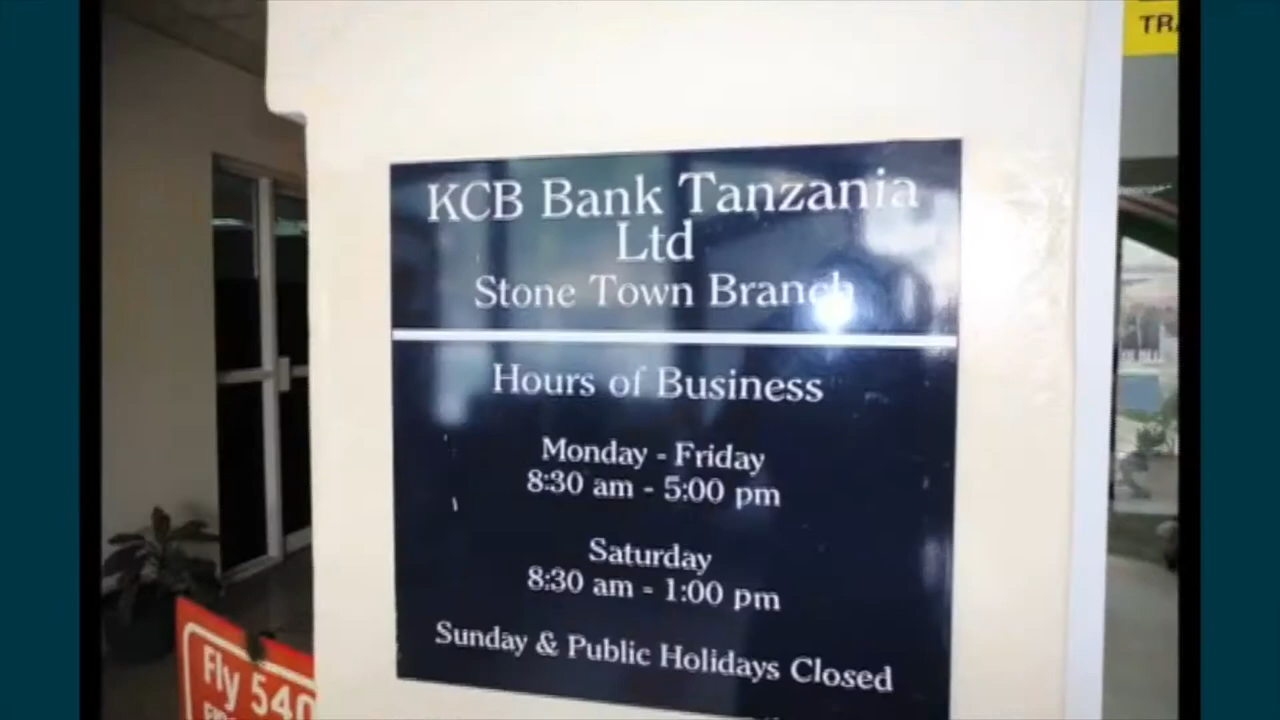 KCB Bank Tanzania
Ltd
Stone Town Branch
Hours of Business
Monday - Friday
8:30 am - 5:00 pm
Saturday
8:30 am - 1:00 pm
Sunday & Public Holidays Closed
Fly 540